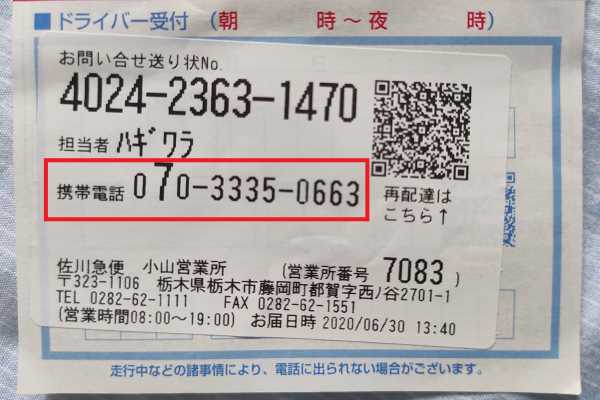 ■ドライバー受付 (朝 時～夜 時)
お問い合せ送り状No.
4024-2363-1470
担当者 ハギワラ
携帯電話 070-3335-0663
再配達は
こちら↑
佐川急便 小山営業所 (営業所番号 7083 )
〒323-1106 栃木県栃木市藤岡町都賀字西ノ谷2701-1
TEL 0282-62-1111 FAX 0282-62-1551
(営業時間08:00～19:00) お届日時 2020/06/30 13:40
走行中などの諸事情により、電話に出られない場合がございます。